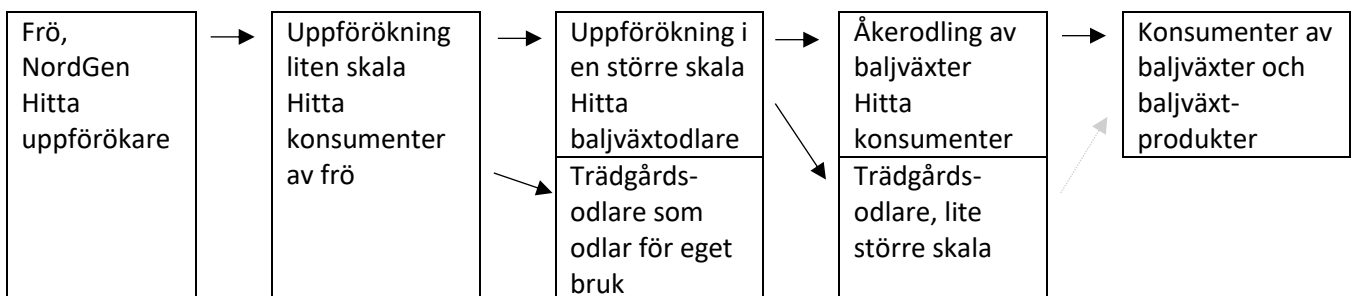 Frö,
NordGen
Hitta
uppförökare
Uppförökning
liten skala
Hitta
konsumenter
av frö
Uppförökning i
en större skala
Hitta
baljväxtodlare
Trädgårds-
odlare som
odlar för eget
bruk
Åkerodling av
baljväxter
Hitta
konsumenter
Trädgårds-
odlare, lite
större skala
Konsumenter av
baljväxter och
baljväxt-
produkter